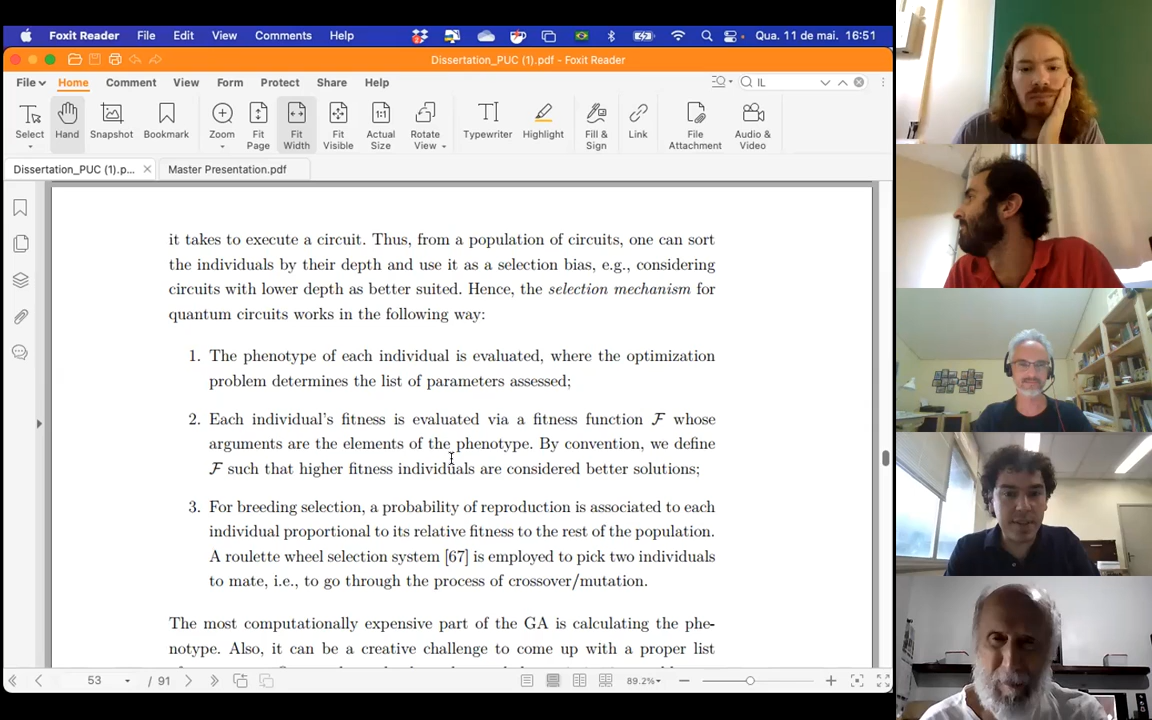 Foxit Reader File Edit View Comments Help Qua. 11 de mai. 16:51
Dissertation_PUC (1).pdf - Foxit Reader
File Home Comment View Form Protect Share Help IL
Select Hand Snapshot Bookmark Zoom Fit Page Fit Width Fit Visible Actual Size Rotate View Typewriter Highlight Fill & Sign Link File Attachment Audio & Video
Dissertation_PUC (1).p... Master Presentation.pdf
it takes to execute a circuit. Thus, from a population of circuits, one can sort
the individuals by their depth and use it as a selection bias, e.g., considering
circuits with lower depth as better suited. Hence, the selection mechanism for
quantum circuits works in the following way:
1. The phenotype of each individual is evaluated, where the optimization
problem determines the list of parameters assessed;
2. Each individual's fitness is evaluated via a fitness function F whose
arguments are the elements of the phenotype. By convention, we define
F such that higher fitness individuals are considered better solutions;
3. For breeding selection, a probability of reproduction is associated to each
individual proportional to its relative fitness to the rest of the population.
A roulette wheel selection system [67] is employed to pick two individuals
to mate, i.e., to go through the process of crossover/mutation.
The most computationally expensive part of the GA is calculating the phe-
notype. Also, it can be a creative challenge to come up with a proper list
53 / 91 89.2%